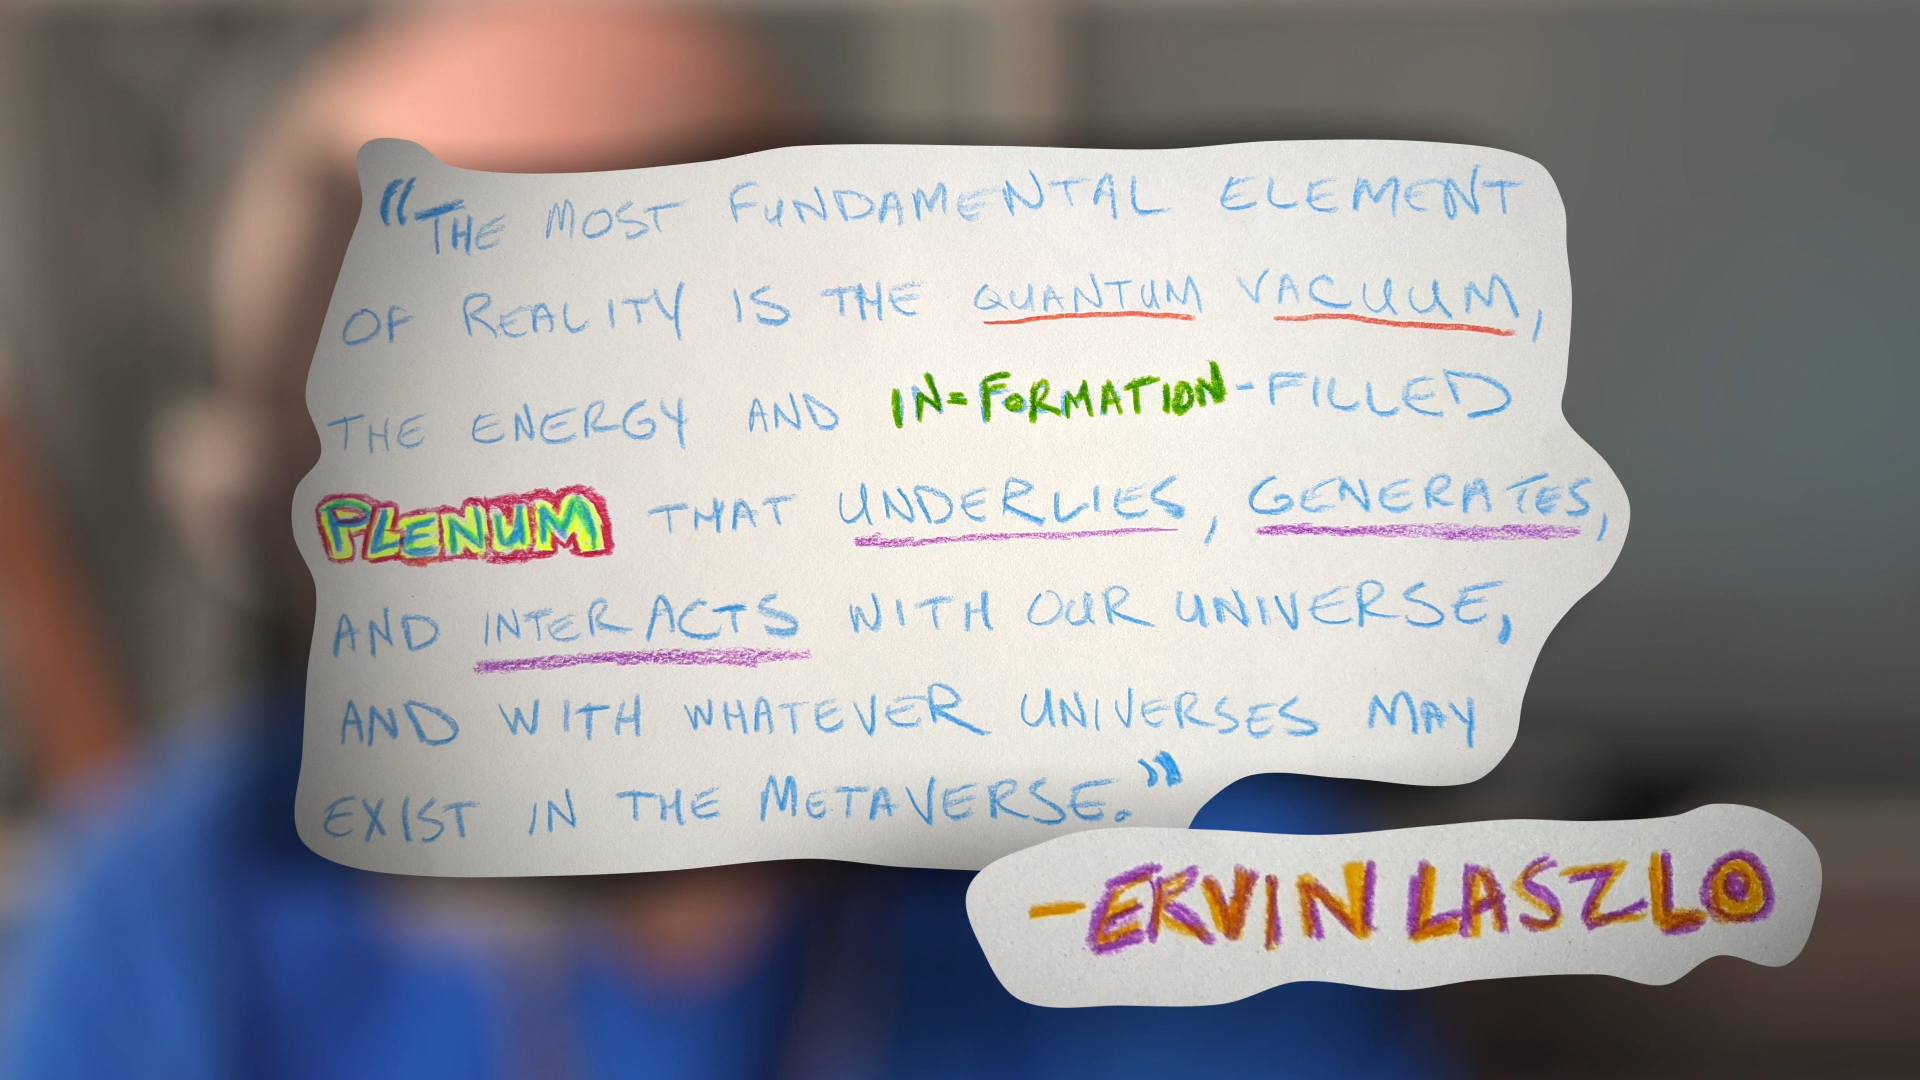 “THE MOST FUNDAMENTAL ELEMENT
OF REALITY IS THE QUANTUM VACUUM,
THE ENERGY AND IN-FORMATION-FILLED
PLENUM THAT UNDERLIES, GENERATES,
AND INTERACTS WITH OUR UNIVERSE,
AND WITH WHATEVER UNIVERSES MAY
EXIST IN THE METAVERSE.”
-ERVIN LASZLO